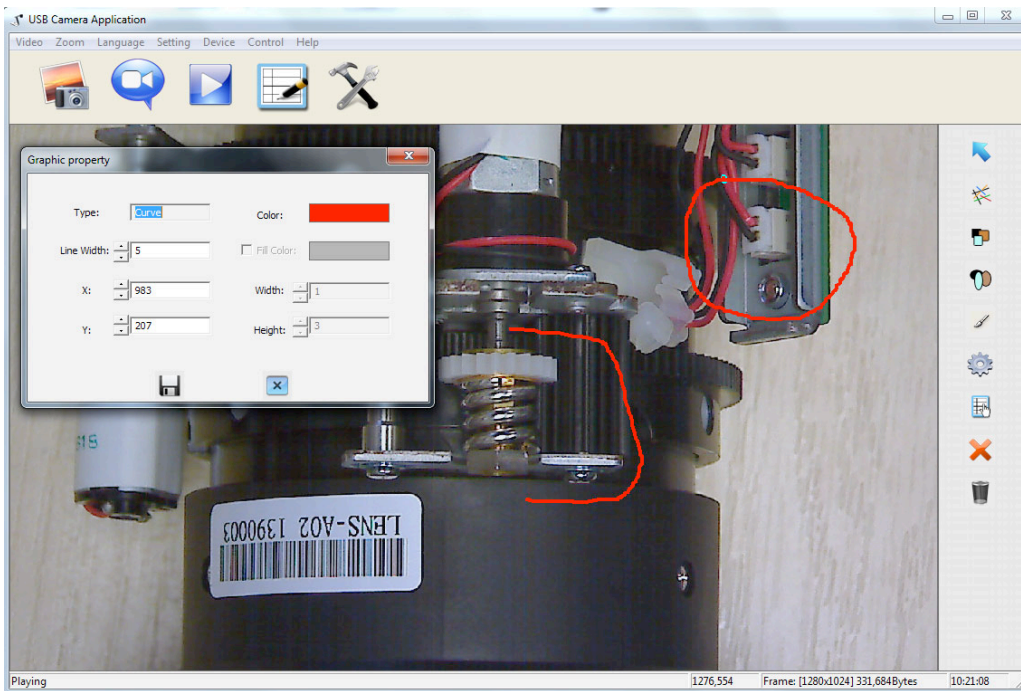 USB Camera Application
Video Zoom Language Setting Device Control Help
Graphic property
Type: Curve
Color:
Line Width: 5
Fill Color:
X: 983
Width: 1
Y: 207
Height: 3
LENS-A02 1390003
Playing
1276,554
Frame: [1280x1024] 331,684Bytes
10:21:08